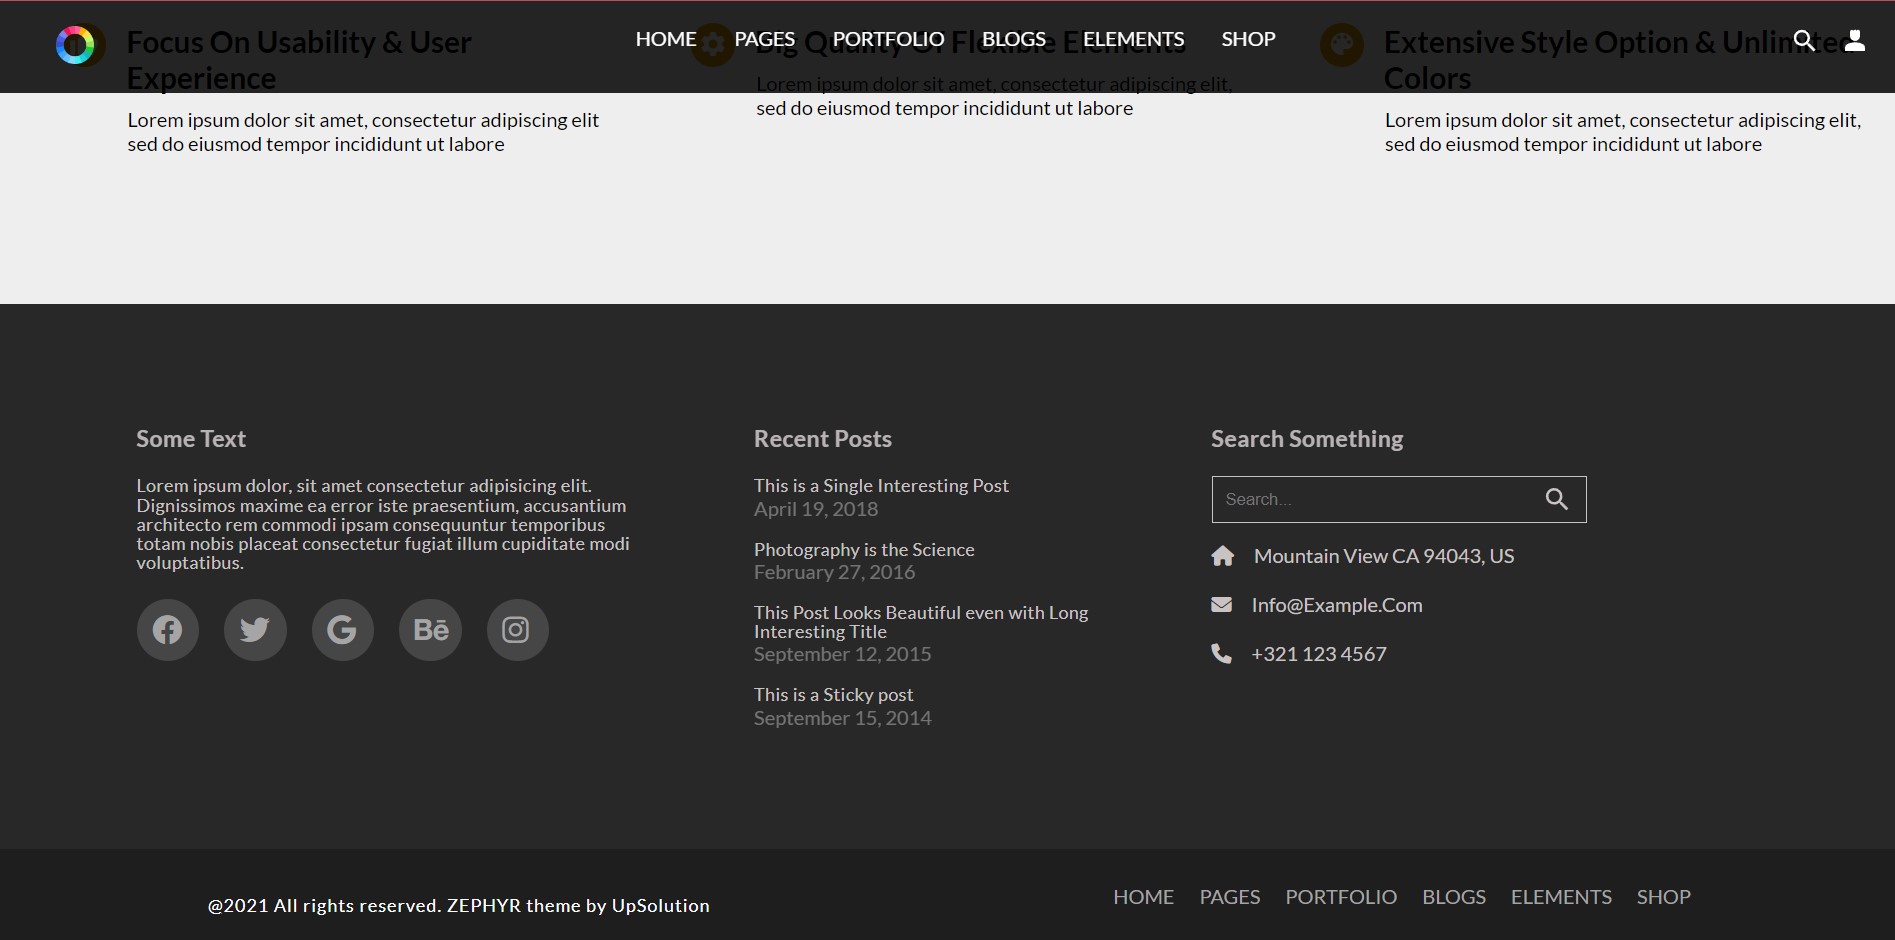 HOME PAGES PORTFOLIO BLOGS ELEMENTS SHOP
Focus On Usability & User
Experience
Lorem ipsum dolor sit amet, consectetur adipiscing elit
sed do eiusmod tempor incididunt ut labore
Big Quality Of Flexible Elements
Lorem ipsum dolor sit amet, consectetur adipiscing elit,
sed do eiusmod tempor incididunt ut labore
Extensive Style Option & Unlimited
Colors
Lorem ipsum dolor sit amet, consectetur adipiscing elit,
sed do eiusmod tempor incididunt ut labore
Some Text
Lorem ipsum dolor, sit amet consectetur adipisicing elit.
Dignissimos maxime ea error iste praesentium, accusantium
architecto rem commodi ipsam consequuntur temporibus
totam nobis placeat consectetur fugiat illum cupiditate modi
voluptatibus.
Bē
Recent Posts
This is a Single Interesting Post
April 19, 2018
Photography is the Science
February 27, 2016
This Post Looks Beautiful even with Long
Interesting Title
September 12, 2015
This is a Sticky post
September 15, 2014
Search Something
Search...
Mountain View CA 94043, US
Info@Example.Com
+321 123 4567
@2021 All rights reserved. ZEPHYR theme by UpSolution
HOME PAGES PORTFOLIO BLOGS ELEMENTS SHOP